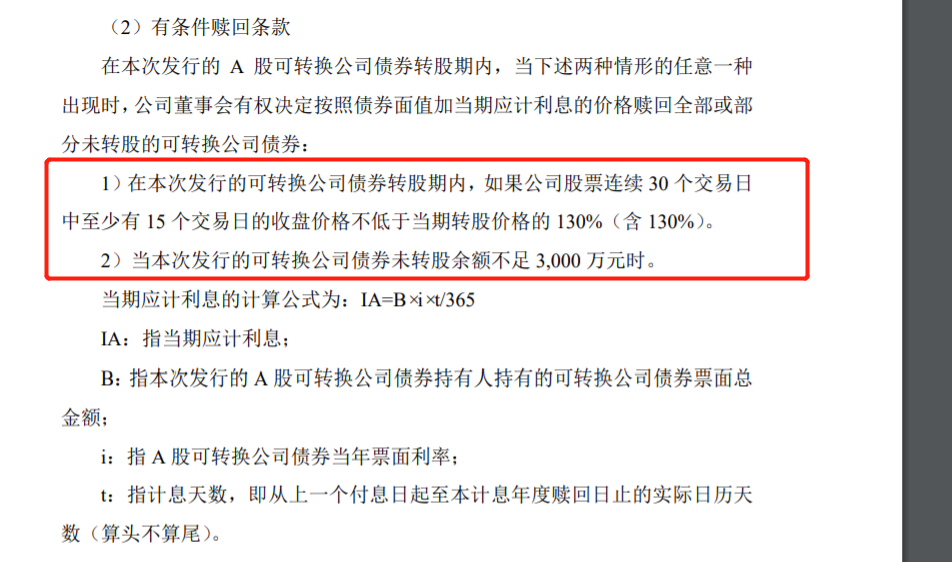 （2）有条件赎回条款
在本次发行的 A 股可转换公司债券转股期内，当下述两种情形的任意一种
出现时，公司董事会有权决定按照债券面值加当期应计利息的价格赎回全部或部
分未转股的可转换公司债券：
1）在本次发行的可转换公司债券转股期内，如果公司股票连续 30 个交易日
中至少有 15 个交易日的收盘价格不低于当期转股价格的 130%（含 130%）。
2）当本次发行的可转换公司债券未转股余额不足 3,000 万元时。
当期应计利息的计算公式为：IA=B×i×t/365
IA：指当期应计利息；
B：指本次发行的 A 股可转换公司债券持有人持有的可转换公司债券票面总
金额；
i：指 A 股可转换公司债券当年票面利率；
t：指计息天数，即从上一个付息日起至本计息年度赎回日止的实际日历天
数（算头不算尾）。